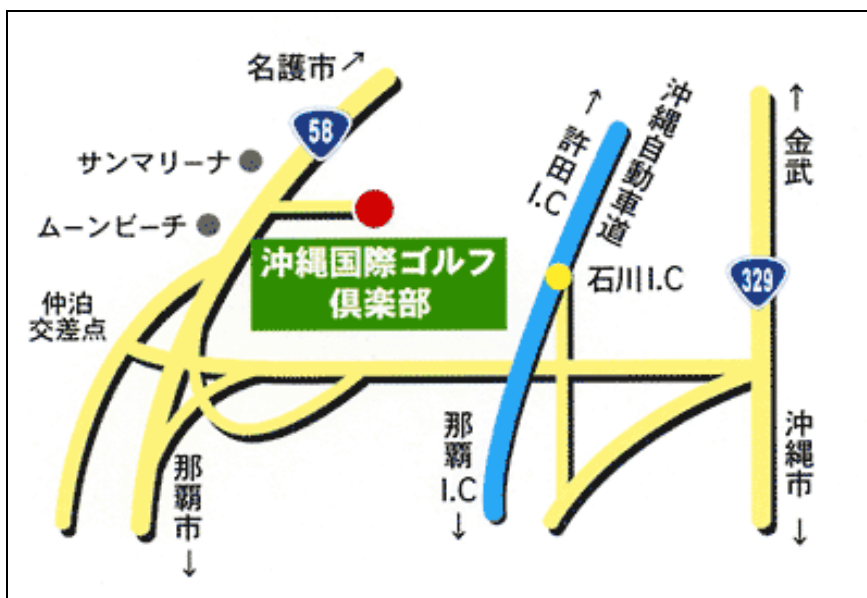 名護市↗
58
サンマリーナ
ムーンビーチ
沖縄国際ゴルフ
倶楽部
仲泊
交差点
那覇市
↓
↑
許田I.C
沖縄自動車道
石川I.C
那覇I.C
↓
↑
金武
329
沖縄市
↓